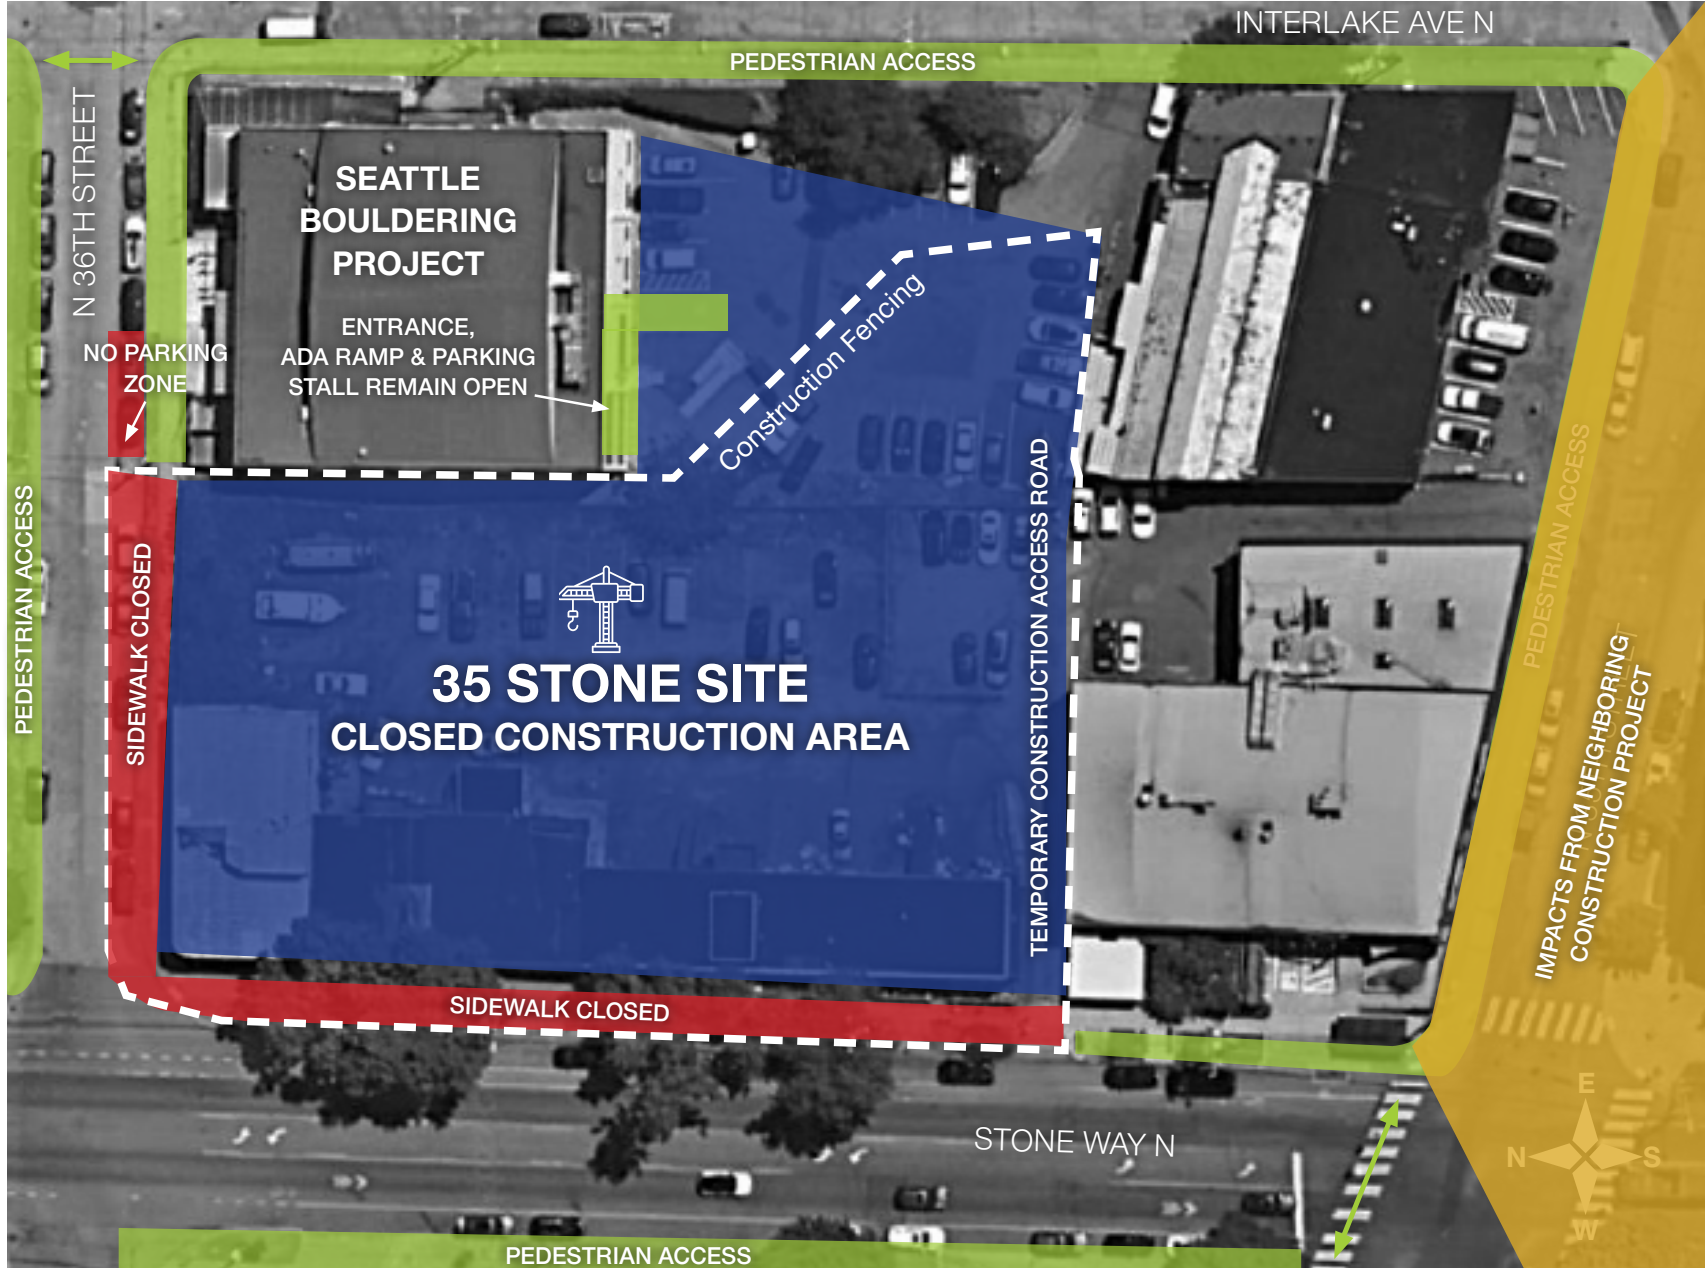 INTERLAKE AVE N
PEDESTRIAN ACCESS
N 36TH STREET
SEATTLE
BOULDERING
PROJECT
ENTRANCE,
ADA RAMP & PARKING
STALL REMAIN OPEN
NO PARKING
ZONE
Construction Fencing
PEDESTRIAN ACCESS
SIDEWALK CLOSED
35 STONE SITE
CLOSED CONSTRUCTION AREA
TEMPORARY CONSTRUCTION ACCESS ROAD
PEDESTRIAN ACCESS
IMPACTS FROM NEIGHBORING
CONSTRUCTION PROJECT
SIDEWALK CLOSED
STONE WAY N
E
N
S
W
PEDESTRIAN ACCESS